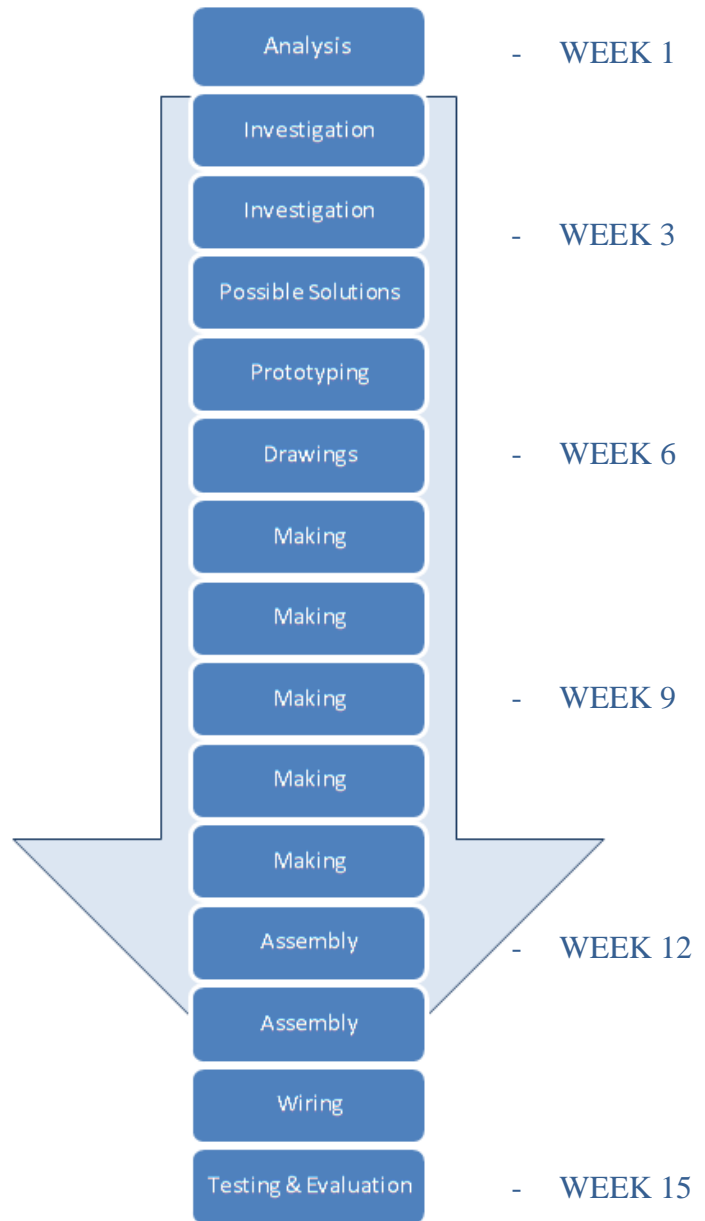 Analysis - WEEK 1
Investigation
Investigation - WEEK 3
Possible Solutions
Prototyping
Drawings - WEEK 6
Making
Making
Making - WEEK 9
Making
Making
Assembly - WEEK 12
Assembly
Wiring
Testing & Evaluation - WEEK 15